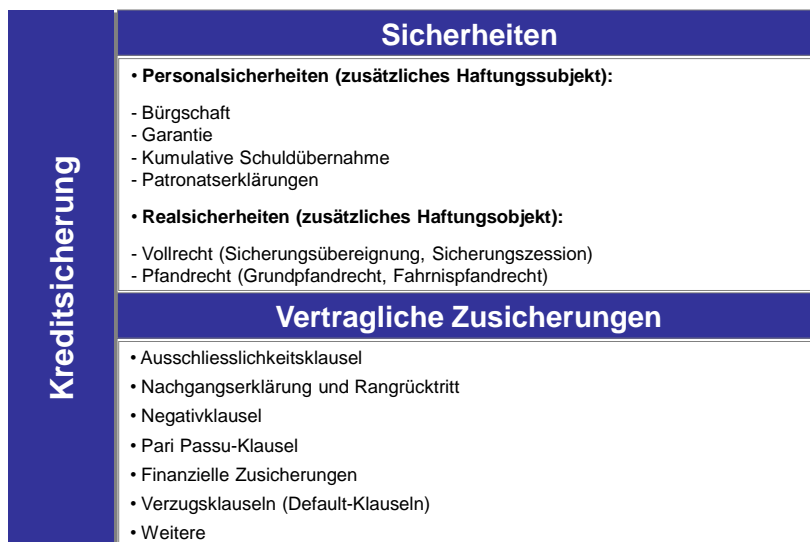 Kreditsicherung
Sicherheiten
• Personalsicherheiten (zusätzliches Haftungssubjekt):
- Bürgschaft
- Garantie
- Kumulative Schuldübernahme
- Patronatserklärungen
• Realsicherheiten (zusätzliches Haftungsobjekt):
- Vollrecht (Sicherungsübereignung, Sicherungszession)
- Pfandrecht (Grundpfandrecht, Fahrnispfandrecht)
Vertragliche Zusicherungen
• Ausschliesslichkeitsklausel
• Nachgangserklärung und Rangrücktritt
• Negativklausel
• Pari Passu-Klausel
• Finanzielle Zusicherungen
• Verzugsklauseln (Default-Klauseln)
• Weitere